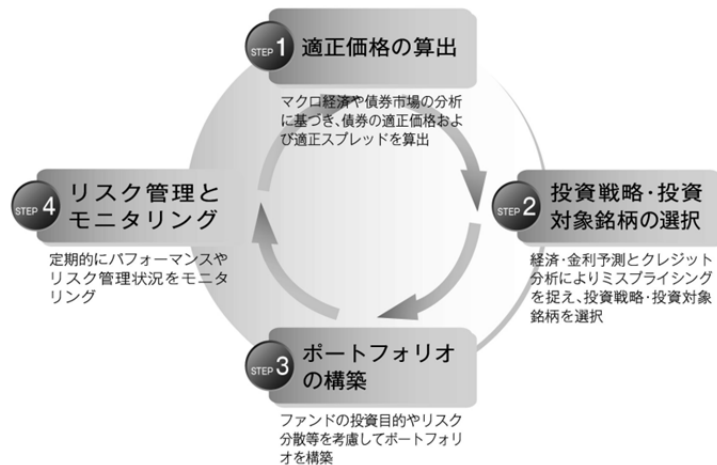 STEP 1 適正価格の算出
マクロ経済や債券市場の分析
に基づき、債券の適正価格およ
び適正スプレッドを算出
STEP 2 投資戦略・投資
対象銘柄の選択
経済・金利予測とクレジット
分析によりミスプライシング
を捉え、投資戦略・投資対象
銘柄を選択
STEP 3 ポートフォリオ
の構築
ファンドの投資目的やリスク
分散等を考慮してポートフォリ
オを構築
STEP 4 リスク管理と
モニタリング
定期的にパフォーマンスや
リスク管理状況をモニタ
リング